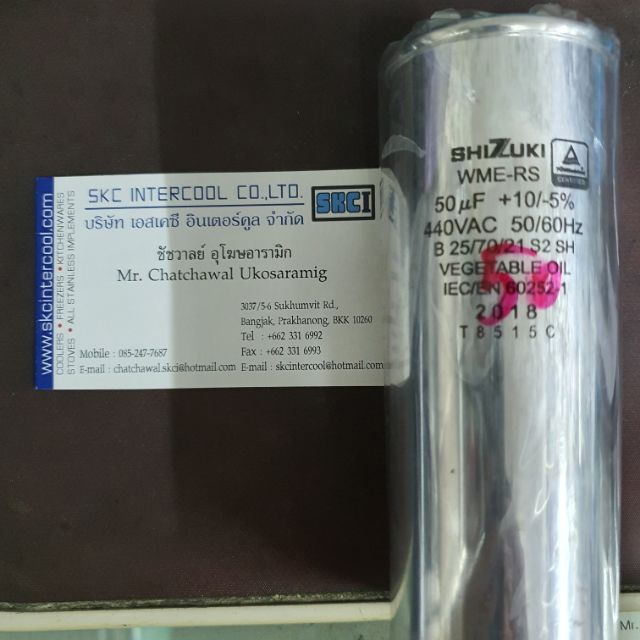 www.skcintercool.com
COOLERS • FREEZERS • KITCHENWARES
STOVES • ALL STAINLESS IMPLEMENTS
SKC INTERCOOL CO.,LTD.
SKCI
บริษัท เอสเคซี อินเตอร์คูล จำกัด
ชัชวาลย์ อุโฆษอารามิก
Mr. Chatchawal Ukosaramig
3037/5-6 Sukhumvit Rd.,
Bangjak, Prakhanong, BKK 10260
Tel : +662 331 6992
Mobile : 085-247-7687
Fax : +662 331 6993
E-mail : chatchawal.skci@hotmail.com
E-mail : skcintercool@hotmail.com
SHIZUKI
WME-RS
CERTIFIED
50 µF +10/-5%
440VAC 50/60Hz
B 25/70/21 S2 SH
VEGETABLE OIL
IEC/EN 60252-1
2018
T8515C
Mr.